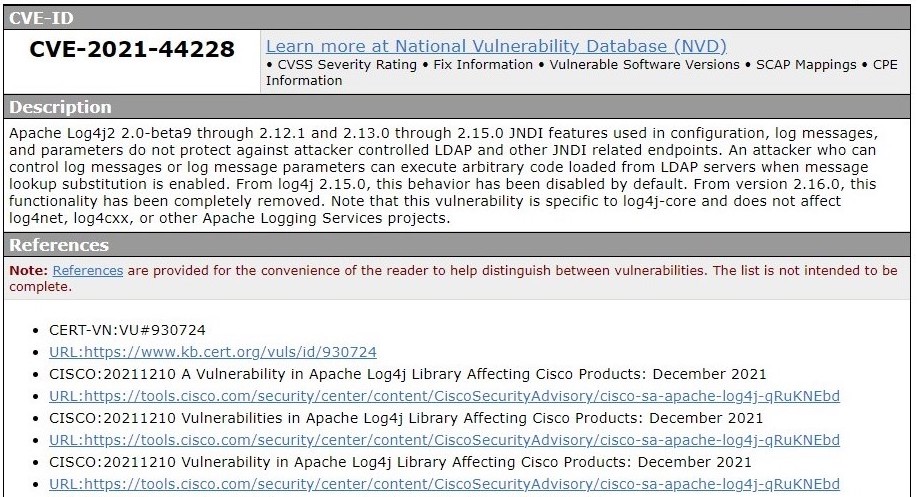 CVE-ID
CVE-2021-44228
Learn more at National Vulnerability Database (NVD)
• CVSS Severity Rating • Fix Information • Vulnerable Software Versions • SCAP Mappings • CPE
Information
Description
Apache Log4j2 2.0-beta9 through 2.12.1 and 2.13.0 through 2.15.0 JNDI features used in configuration, log messages,
and parameters do not protect against attacker controlled LDAP and other JNDI related endpoints. An attacker who can
control log messages or log message parameters can execute arbitrary code loaded from LDAP servers when message
lookup substitution is enabled. From log4j 2.15.0, this behavior has been disabled by default. From version 2.16.0, this
functionality has been completely removed. Note that this vulnerability is specific to log4j-core and does not affect
log4net, log4cxx, or other Apache Logging Services projects.
References
Note: References are provided for the convenience of the reader to help distinguish between vulnerabilities. The list is not intended to be
complete.
• CERT-VN:VU#930724
• URL:https://www.kb.cert.org/vuls/id/930724
• CISCO:20211210 A Vulnerability in Apache Log4j Library Affecting Cisco Products: December 2021
• URL:https://tools.cisco.com/security/center/content/CiscoSecurityAdvisory/cisco-sa-apache-log4j-qRuKNEbd
• CISCO:20211210 Vulnerabilities in Apache Log4j Library Affecting Cisco Products: December 2021
• URL:https://tools.cisco.com/security/center/content/CiscoSecurityAdvisory/cisco-sa-apache-log4j-qRuKNEbd
• CISCO:20211210 Vulnerability in Apache Log4j Library Affecting Cisco Products: December 2021
• URL:https://tools.cisco.com/security/center/content/CiscoSecurityAdvisory/cisco-sa-apache-log4j-qRuKNEbd